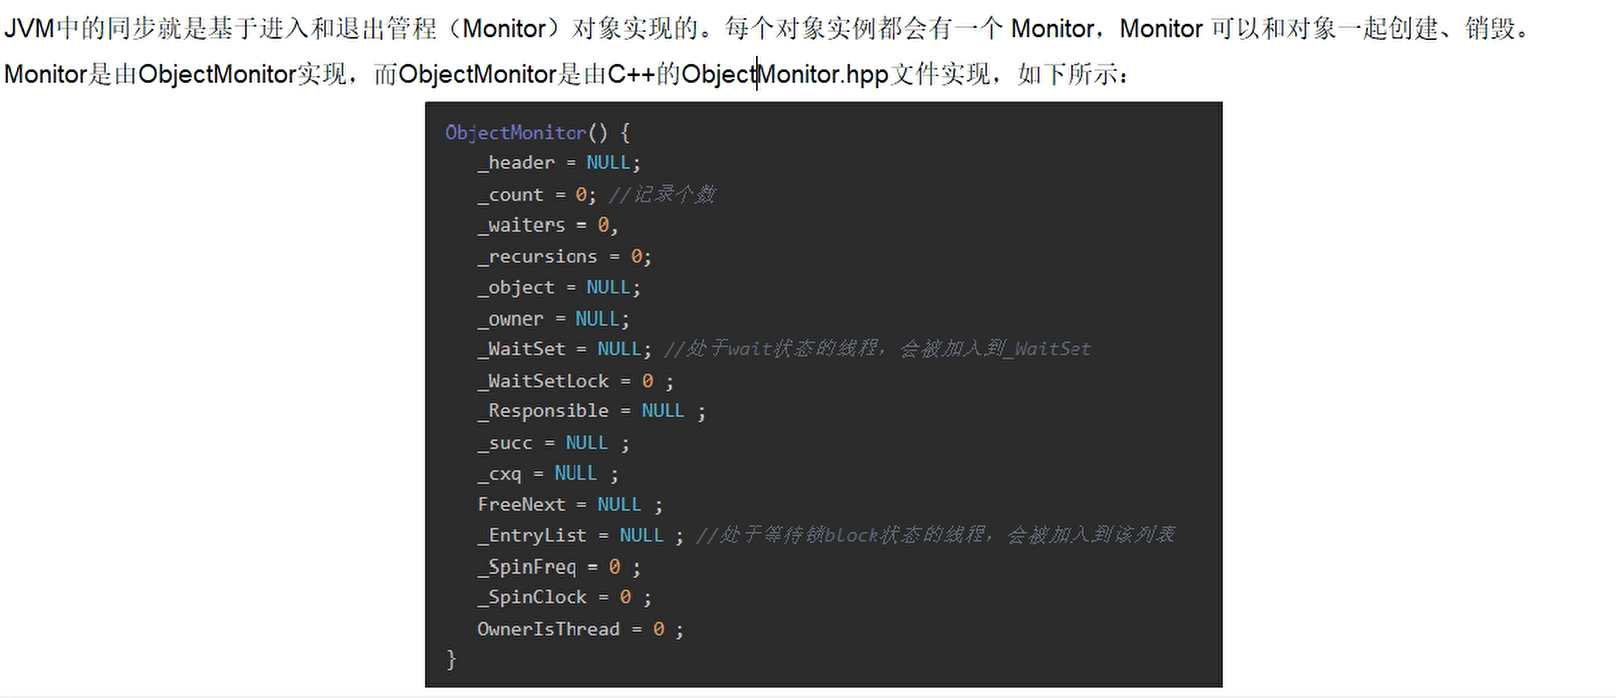 JVM中的同步就是基于进入和退出管程（Monitor）对象实现的。每个对象实例都会有一个 Monitor，Monitor 可以和对象一起创建、销毁。
Monitor是由ObjectMonitor实现，而ObjectMonitor是由C++的ObjectMonitor.hpp文件实现，如下所示：
ObjectMonitor() {
_header = NULL;
_count = 0; //记录个数
_waiters = 0,
_recursions = 0;
_object = NULL;
_owner = NULL;
_WaitSet = NULL; //处于wait状态的线程，会被加入到_WaitSet
_WaitSetLock = 0 ;
_Responsible = NULL ;
_succ = NULL ;
_cxq = NULL ;
FreeNext = NULL ;
_EntryList = NULL ; //处于等待锁block状态的线程，会被加入到该列表
_SpinFreq = 0 ;
_SpinClock = 0 ;
OwnerIsThread = 0 ;
}